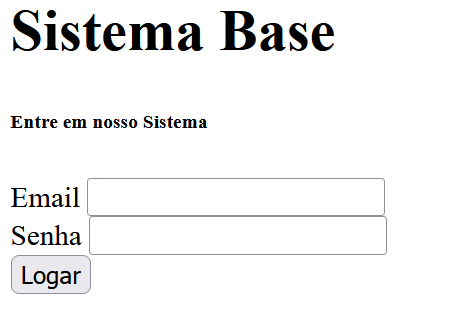 Sistema Base
Entre em nosso Sistema
Email
Senha
Logar